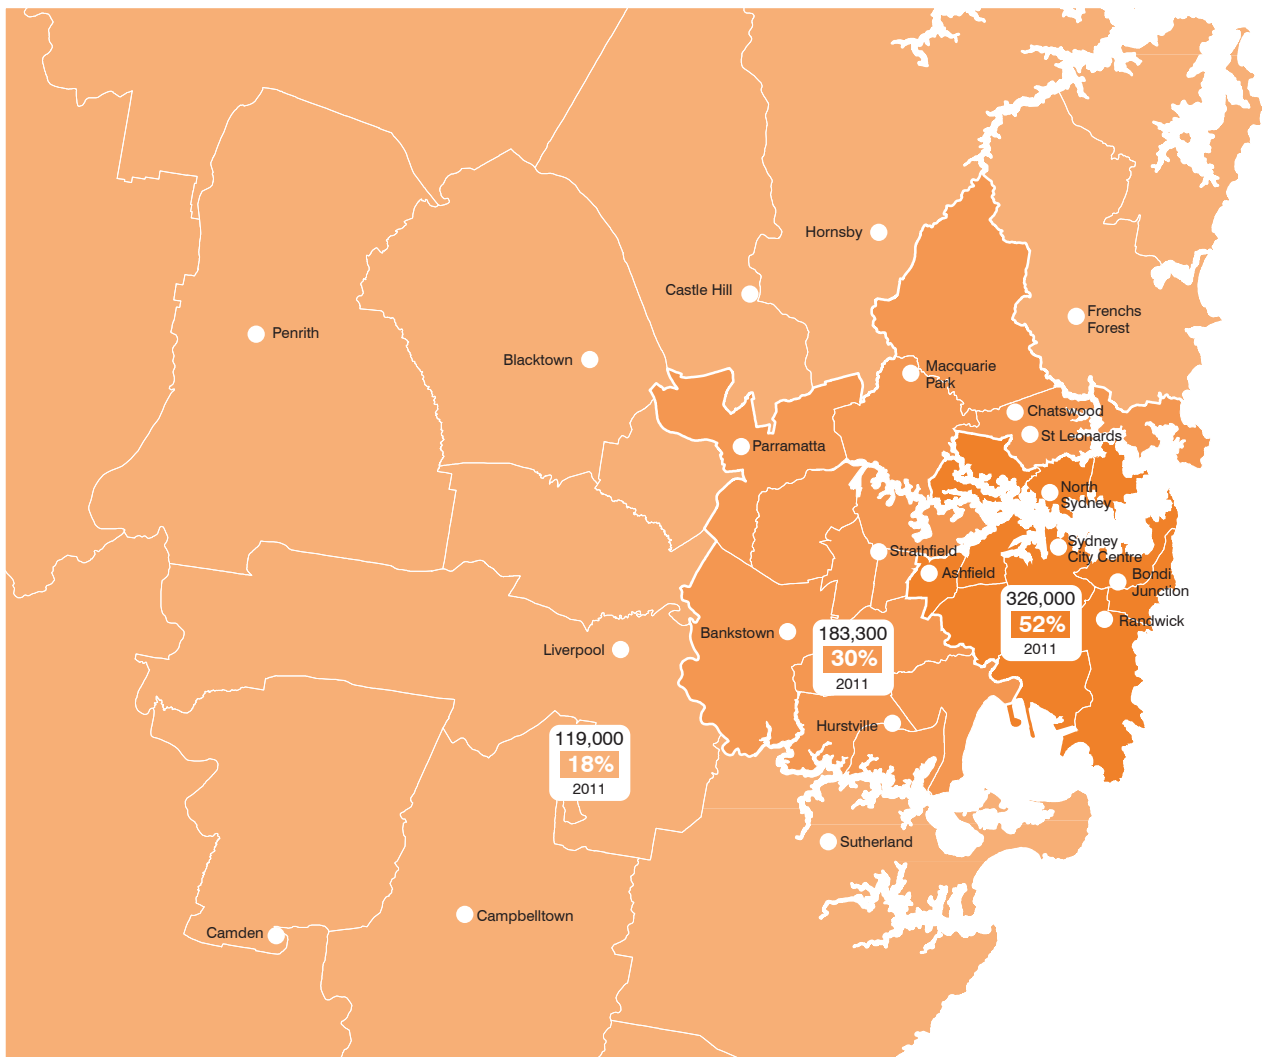 Hornsby
Castle Hill
Frenchs
Forest
Penrith
Blacktown
Macquarie
Park
Chatswood
St Leonards
Parramatta
North
Sydney
Sydney
City Centre
Strathfield
Ashfield
Bondi
Junction
326,000
52%
2011
Randwick
Bankstown
183,300
30%
2011
Liverpool
Hurstville
119,000
18%
2011
Sutherland
Campbelltown
Camden